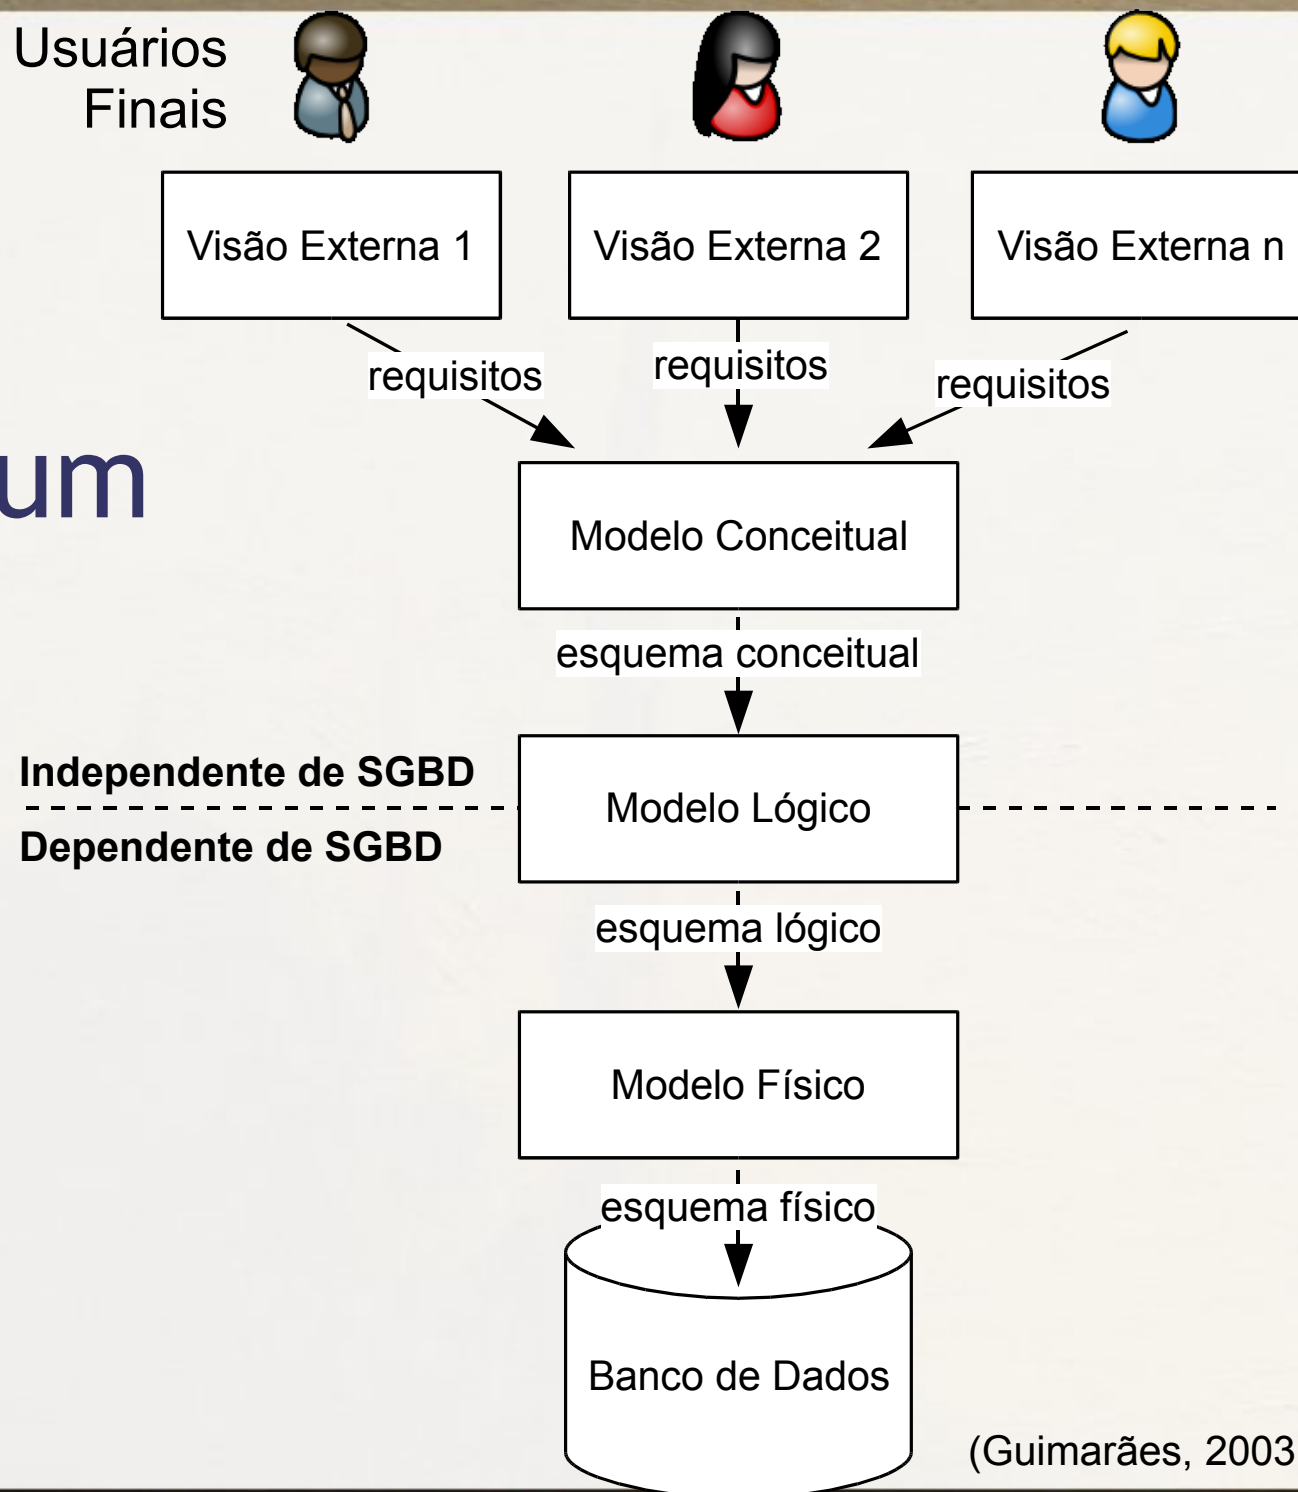 Usuários
Finais
Visão Externa 1
Visão Externa 2
Visão Externa n
requisitos
requisitos
requisitos
um
Modelo Conceitual
esquema conceitual
Independente de SGBD
Modelo Lógico
Dependente de SGBD
esquema lógico
Modelo Físico
esquema físico
Banco de Dados
(Guimarães, 2003